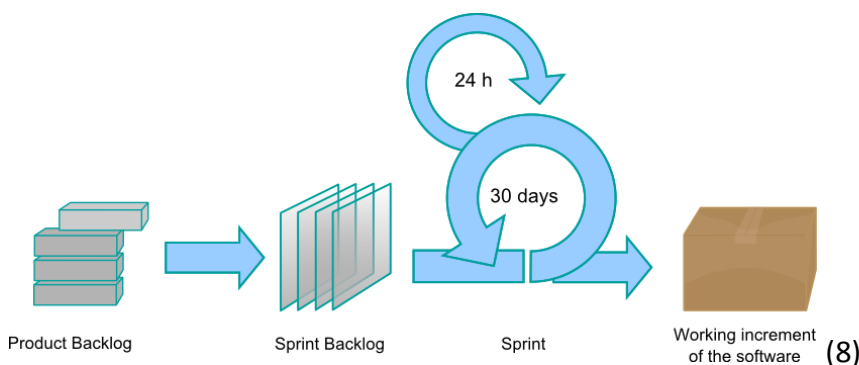 24 h
30 days
Product Backlog
Sprint Backlog
Sprint
Working increment
of the software
(8)